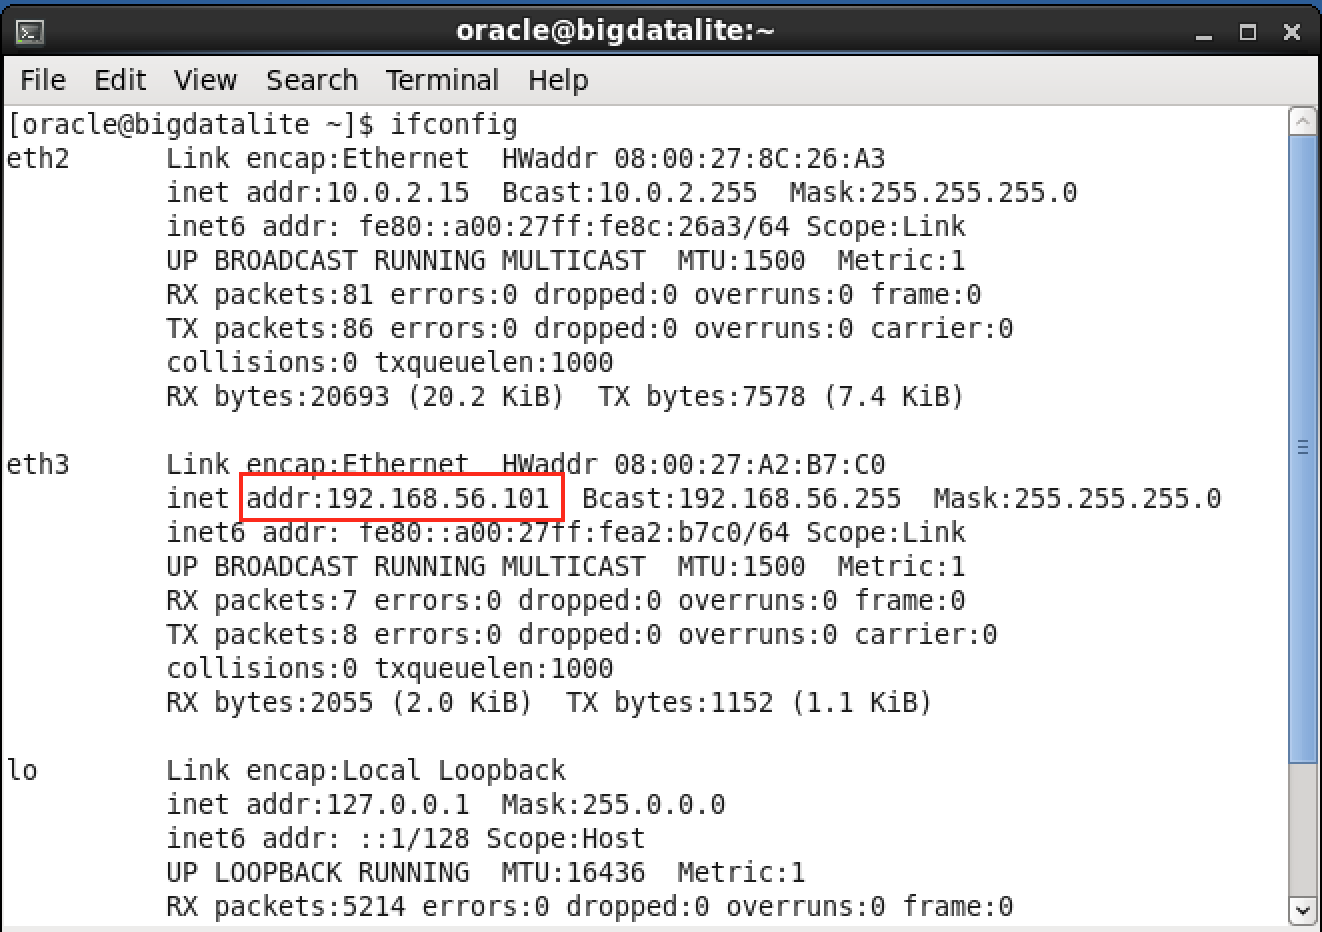 oracle@bigdatalite:~
File Edit View Search Terminal Help
[oracle@bigdatalite ~]$ ifconfig
eth2      Link encap:Ethernet  HWaddr 08:00:27:8C:26:A3
          inet addr:10.0.2.15  Bcast:10.0.2.255  Mask:255.255.255.0
          inet6 addr: fe80::a00:27ff:fe8c:26a3/64 Scope:Link
          UP BROADCAST RUNNING MULTICAST  MTU:1500  Metric:1
          RX packets:81 errors:0 dropped:0 overruns:0 frame:0
          TX packets:86 errors:0 dropped:0 overruns:0 carrier:0
          collisions:0 txqueuelen:1000
          RX bytes:20693 (20.2 KiB)  TX bytes:7578 (7.4 KiB)

eth3      Link encap:Ethernet  HWaddr 08:00:27:A2:B7:C0
          inet addr:192.168.56.101  Bcast:192.168.56.255  Mask:255.255.255.0
          inet6 addr: fe80::a00:27ff:fea2:b7c0/64 Scope:Link
          UP BROADCAST RUNNING MULTICAST  MTU:1500  Metric:1
          RX packets:7 errors:0 dropped:0 overruns:0 frame:0
          TX packets:8 errors:0 dropped:0 overruns:0 carrier:0
          collisions:0 txqueuelen:1000
          RX bytes:2055 (2.0 KiB)  TX bytes:1152 (1.1 KiB)

lo        Link encap:Local Loopback
          inet addr:127.0.0.1  Mask:255.0.0.0
          inet6 addr: ::1/128 Scope:Host
          UP LOOPBACK RUNNING  MTU:16436  Metric:1
          RX packets:5214 errors:0 dropped:0 overruns:0 frame:0